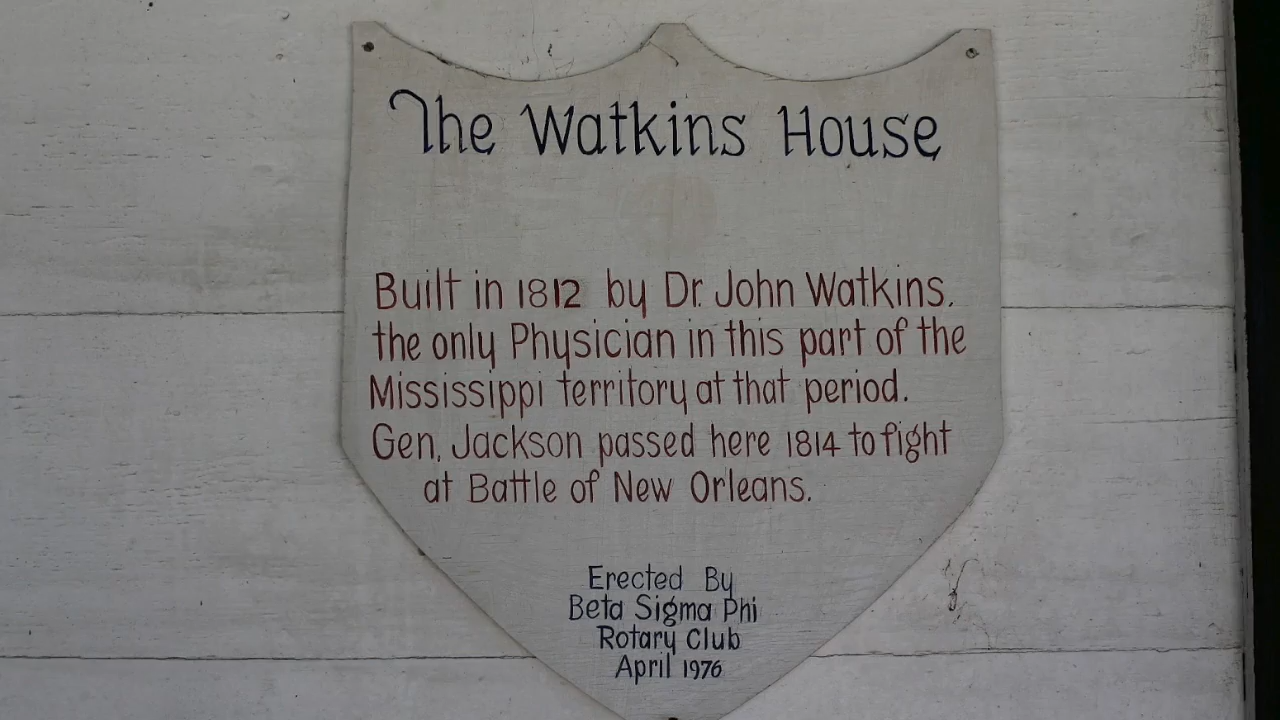 The Watkins House
Built in 1812 by Dr. John Watkins.
the only Physician in this part of the
Mississippi territory at that period.
Gen. Jackson passed here 1814 to fight
at Battle of New Orleans.
Erected By
Beta Sigma Phi
Rotary Club
April 1976